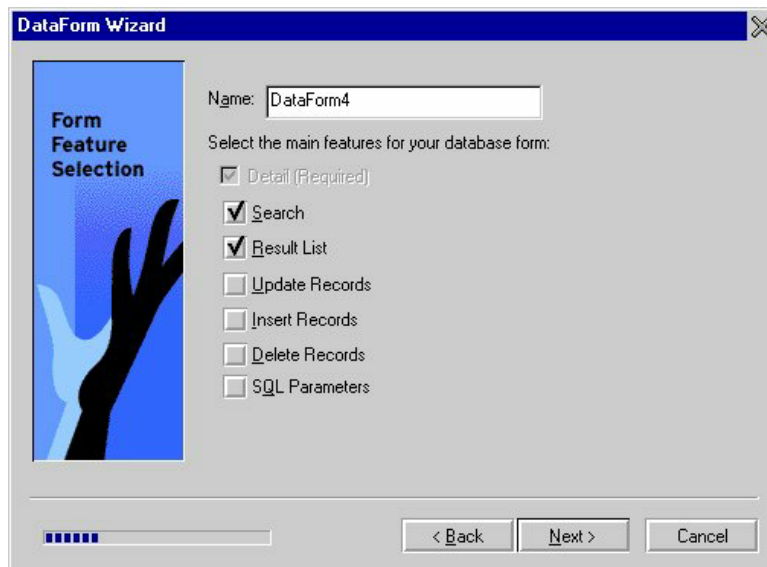 DataForm Wizard
Form
Feature
Selection
Name: DataForm4
Select the main features for your database form:
Detail (Required)
Search
Result List
Update Records
Insert Records
Delete Records
SQL Parameters
< Back Next > Cancel